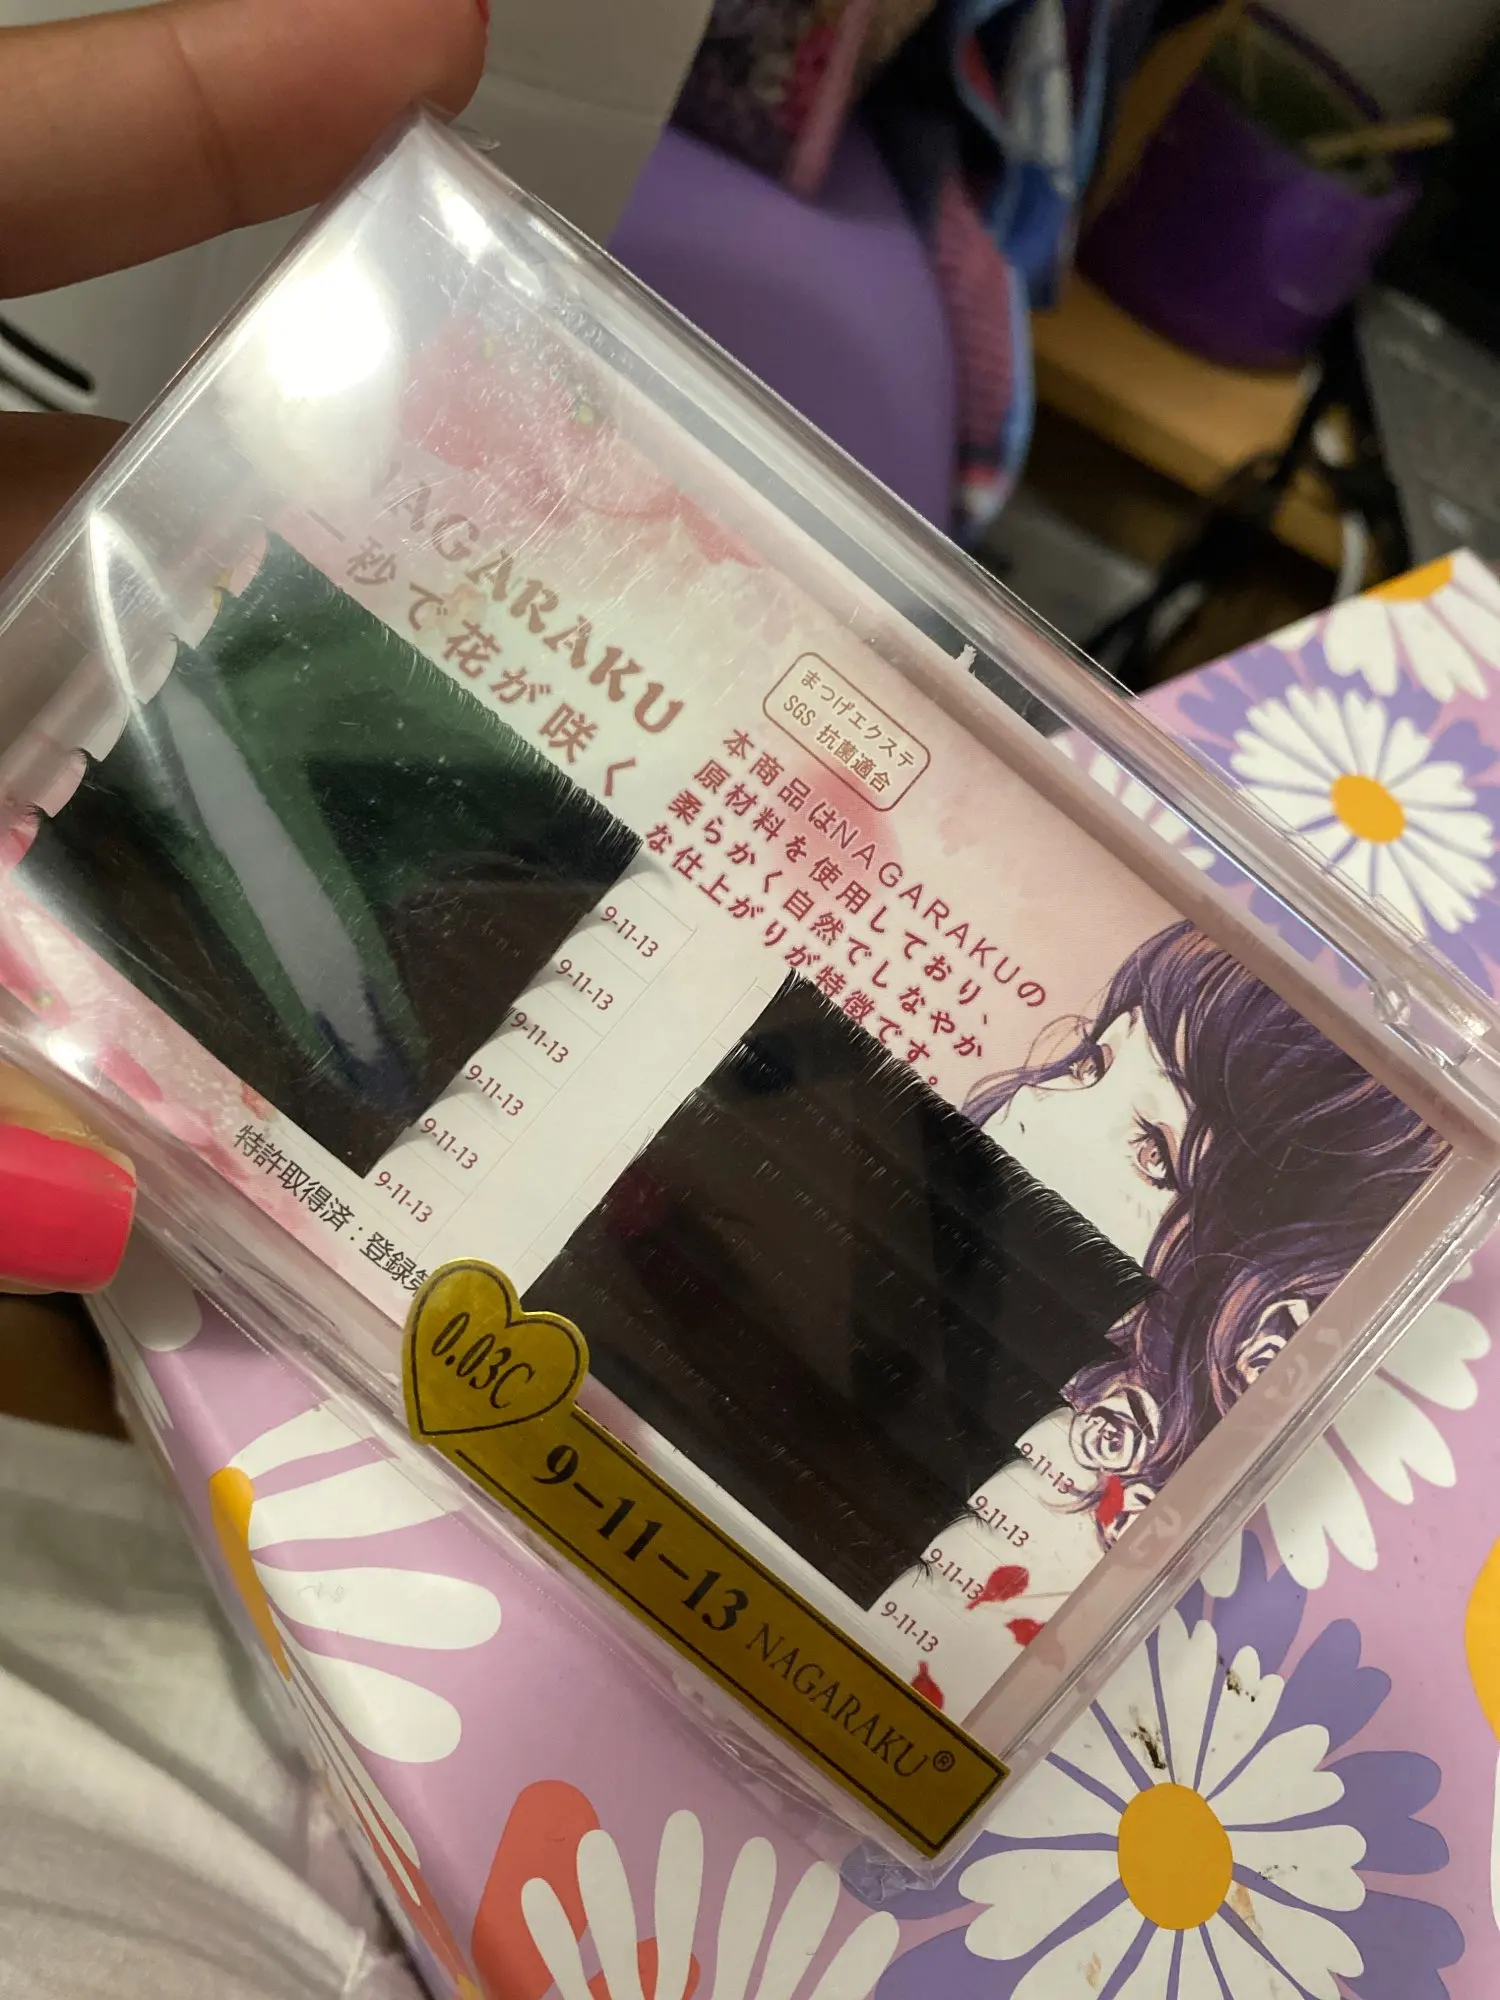 NAGARAKU
一秒で花が咲く
まつげエクステ
SGS 抗菌適合
本商品はNAGARAKUの
原材料を使用しており、
柔らかく自然でしなやか
な仕上がりが特徴です。
9-11-13
9-11-13
9-11-13
9-11-13
9-11-13
9-11-13
特許取得済：登録第
9-11-13
9-11-13
9-11-13
9-11-13
0.03C
9-11-13 NAGARAKU®